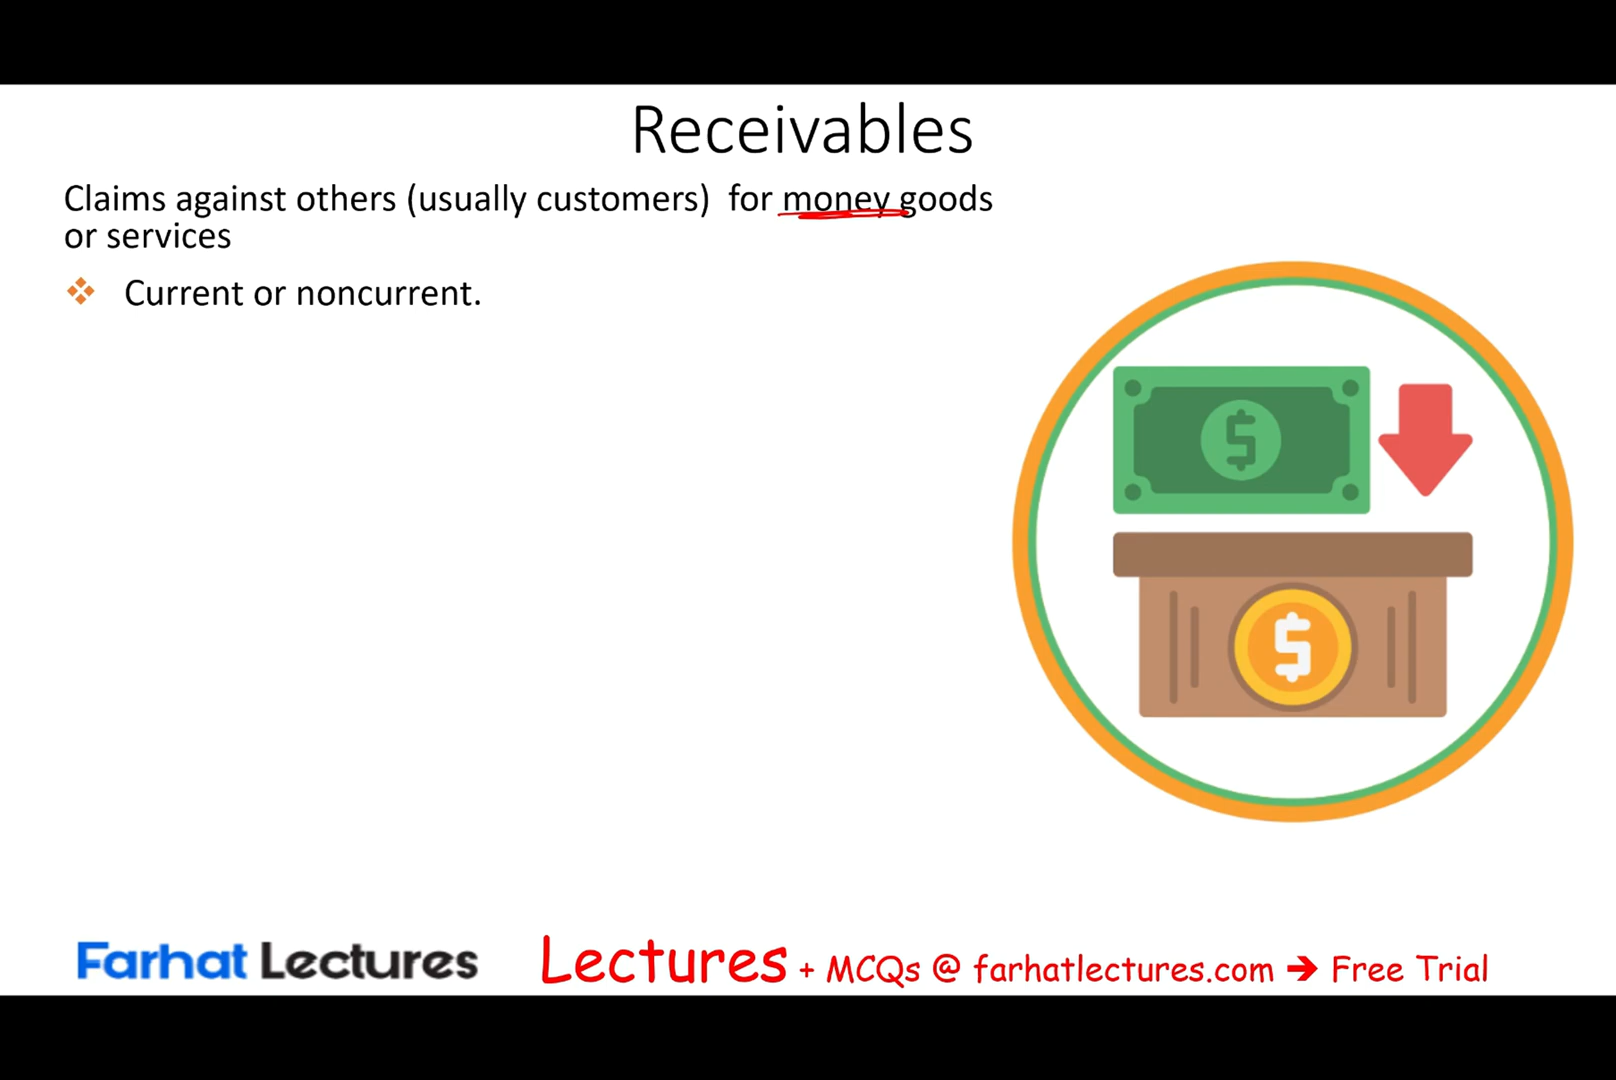 Receivables
Claims against others (usually customers) for money goods
or services
❖ Current or noncurrent.
$
$
Farhat Lectures
Lectures + MCQs @ farhatlectures.com → Free Trial